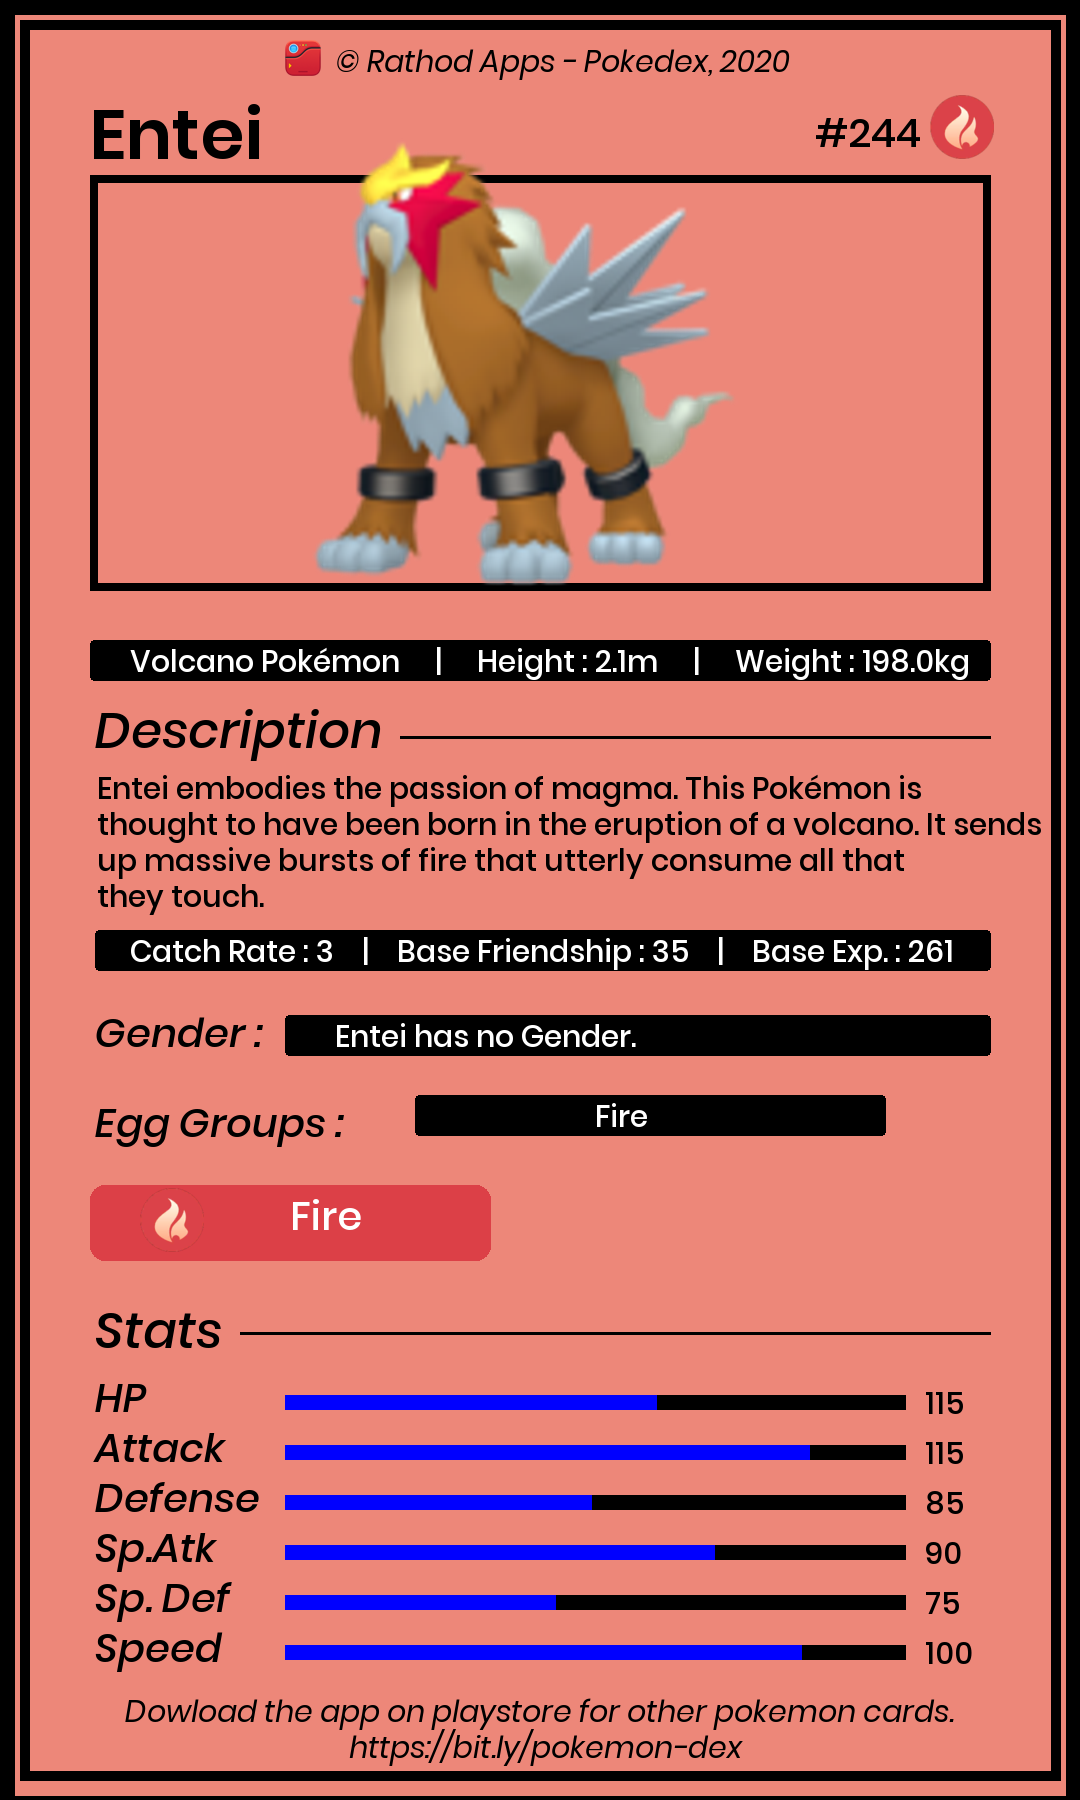 © Rathod Apps - Pokedex, 2020
Entei
#244
Volcano Pokémon | Height : 2.1m | Weight : 198.0kg
Description
Entei embodies the passion of magma. This Pokémon is
thought to have been born in the eruption of a volcano. It sends
up massive bursts of fire that utterly consume all that
they touch.
Catch Rate : 3 | Base Friendship : 35 | Base Exp. : 261
Gender : Entei has no Gender.
Egg Groups : Fire
Fire
Stats
HP 115
Attack 115
Defense 85
Sp.Atk 90
Sp. Def 75
Speed 100
Dowload the app on playstore for other pokemon cards.
https://bit.ly/pokemon-dex